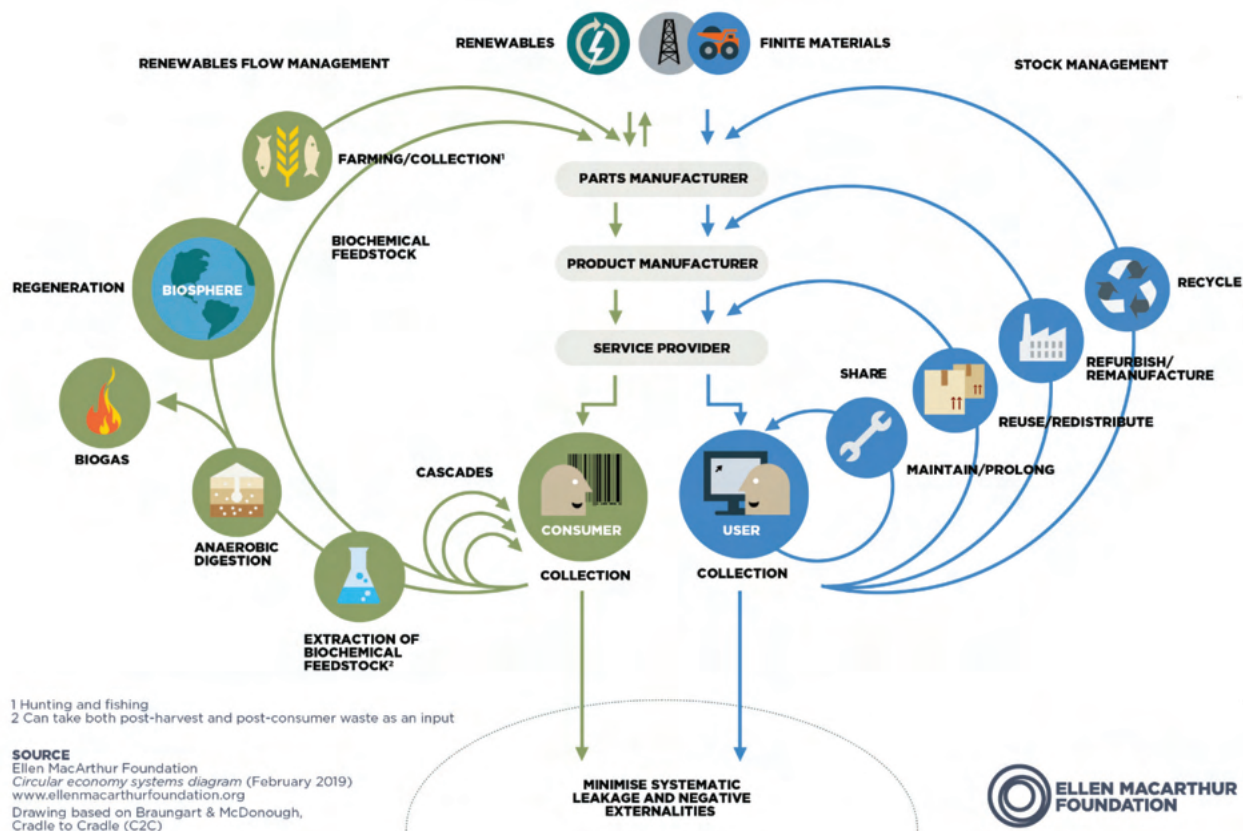 RENEWABLES
FINITE MATERIALS
RENEWABLES FLOW MANAGEMENT
STOCK MANAGEMENT
FARMING/COLLECTION¹
PARTS MANUFACTURER
BIOCHEMICAL
FEEDSTOCK
PRODUCT MANUFACTURER
REGENERATION
BIOSPHERE
RECYCLE
SERVICE PROVIDER
REFURBISH/
REMANUFACTURE
SHARE
REUSE/REDISTRIBUTE
BIOGAS
CASCADES
MAINTAIN/PROLONG
CONSUMER
USER
ANAEROBIC
DIGESTION
COLLECTION
COLLECTION
EXTRACTION OF
BIOCHEMICAL
FEEDSTOCK²
1 Hunting and fishing
2 Can take both post-harvest and post-consumer waste as an input
SOURCE
Ellen MacArthur Foundation
Circular economy systems diagram (February 2019)
www.ellenmacarthurfoundation.org
Drawing based on Braungart & McDonough,
Cradle to Cradle (C2C)
MINIMISE SYSTEMATIC
LEAKAGE AND NEGATIVE
EXTERNALITIES
ELLEN MACARTHUR
FOUNDATION